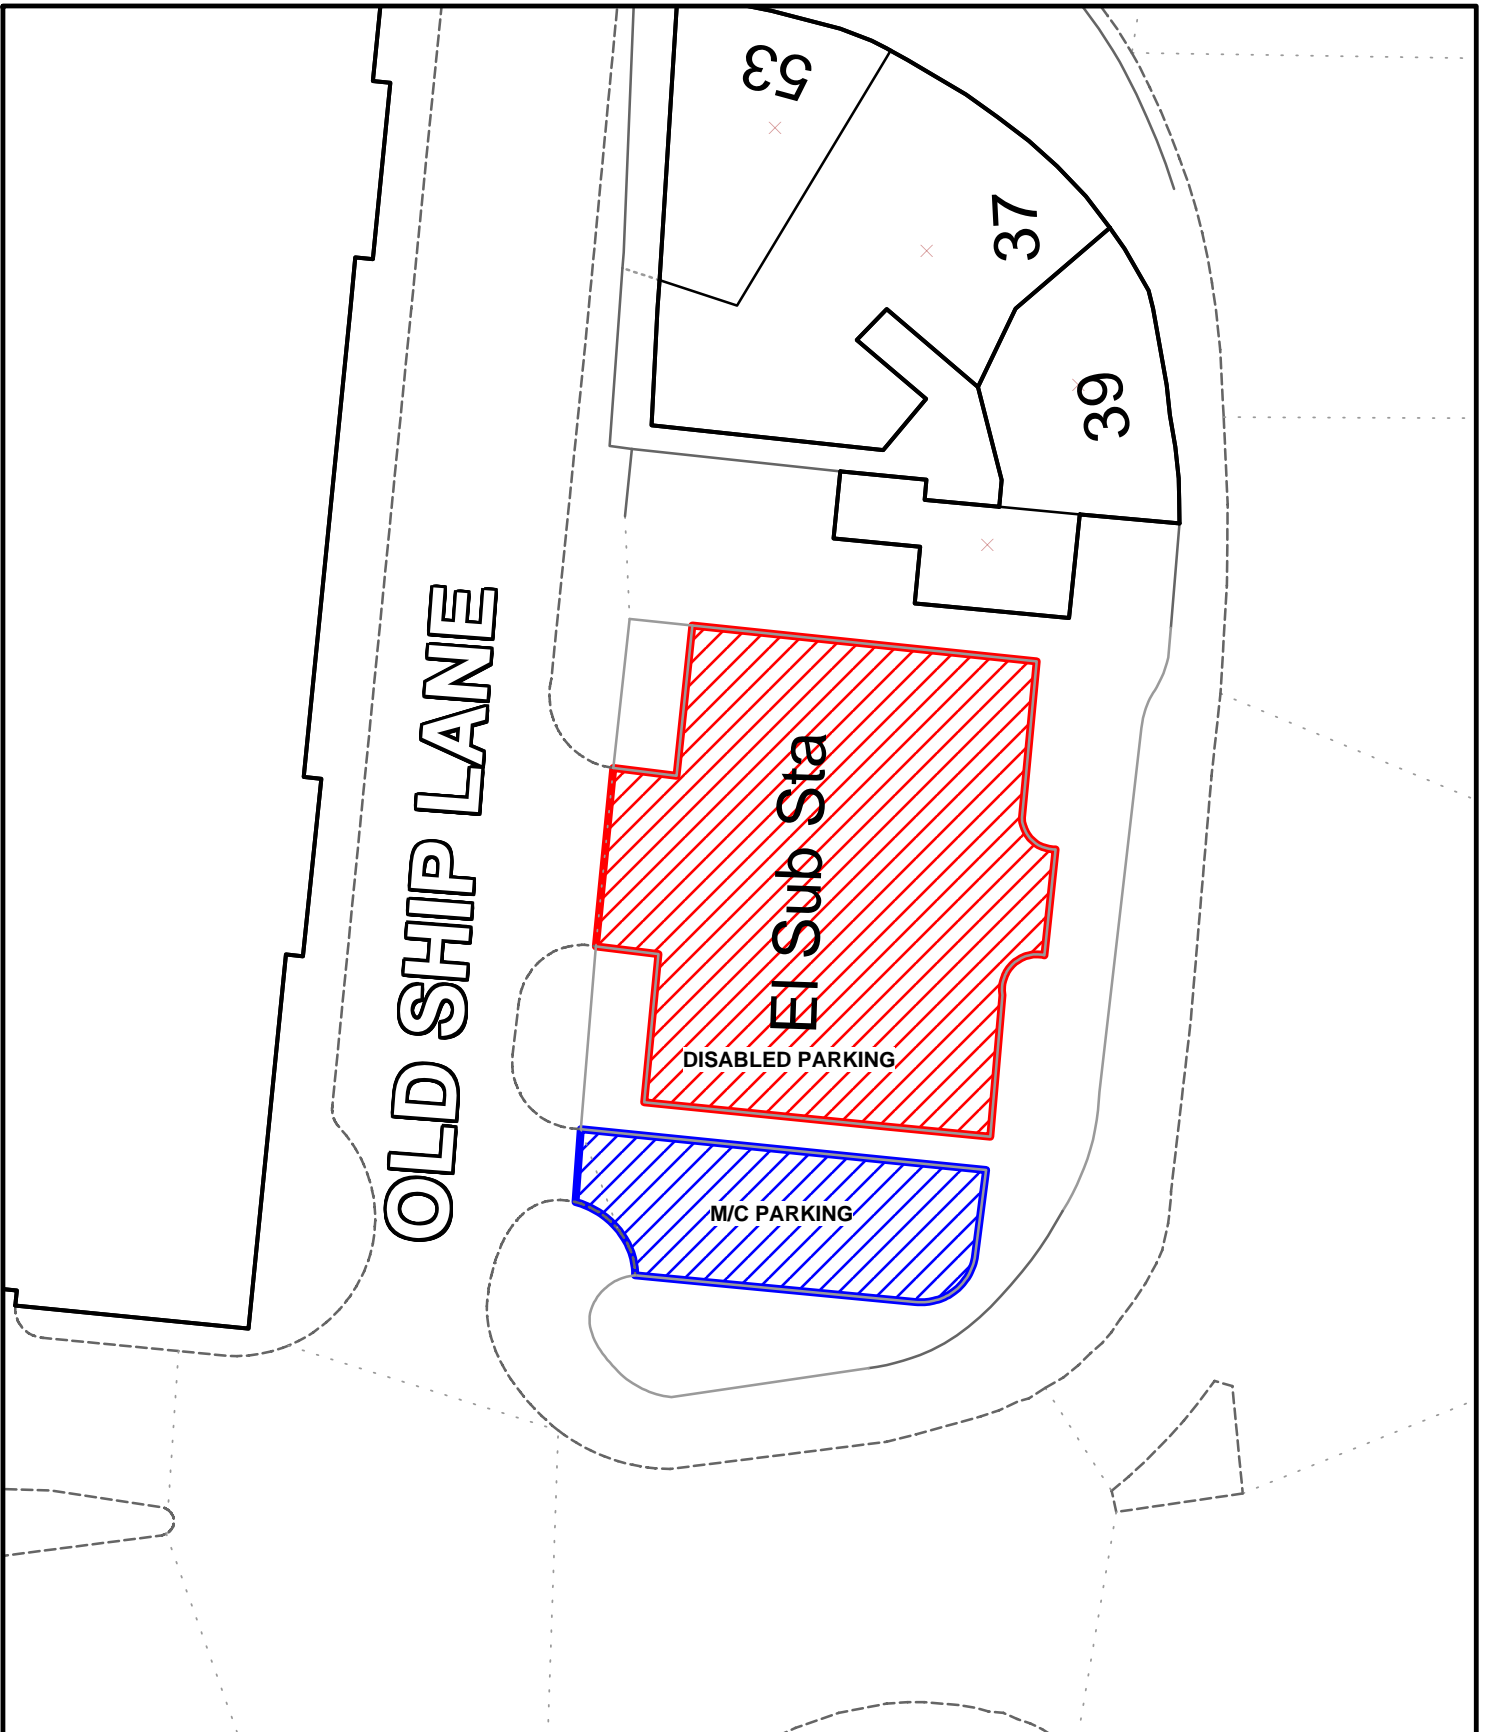 53
37
39
OLD SHIP LANE
El Sub Sta
DISABLED PARKING
M/C PARKING